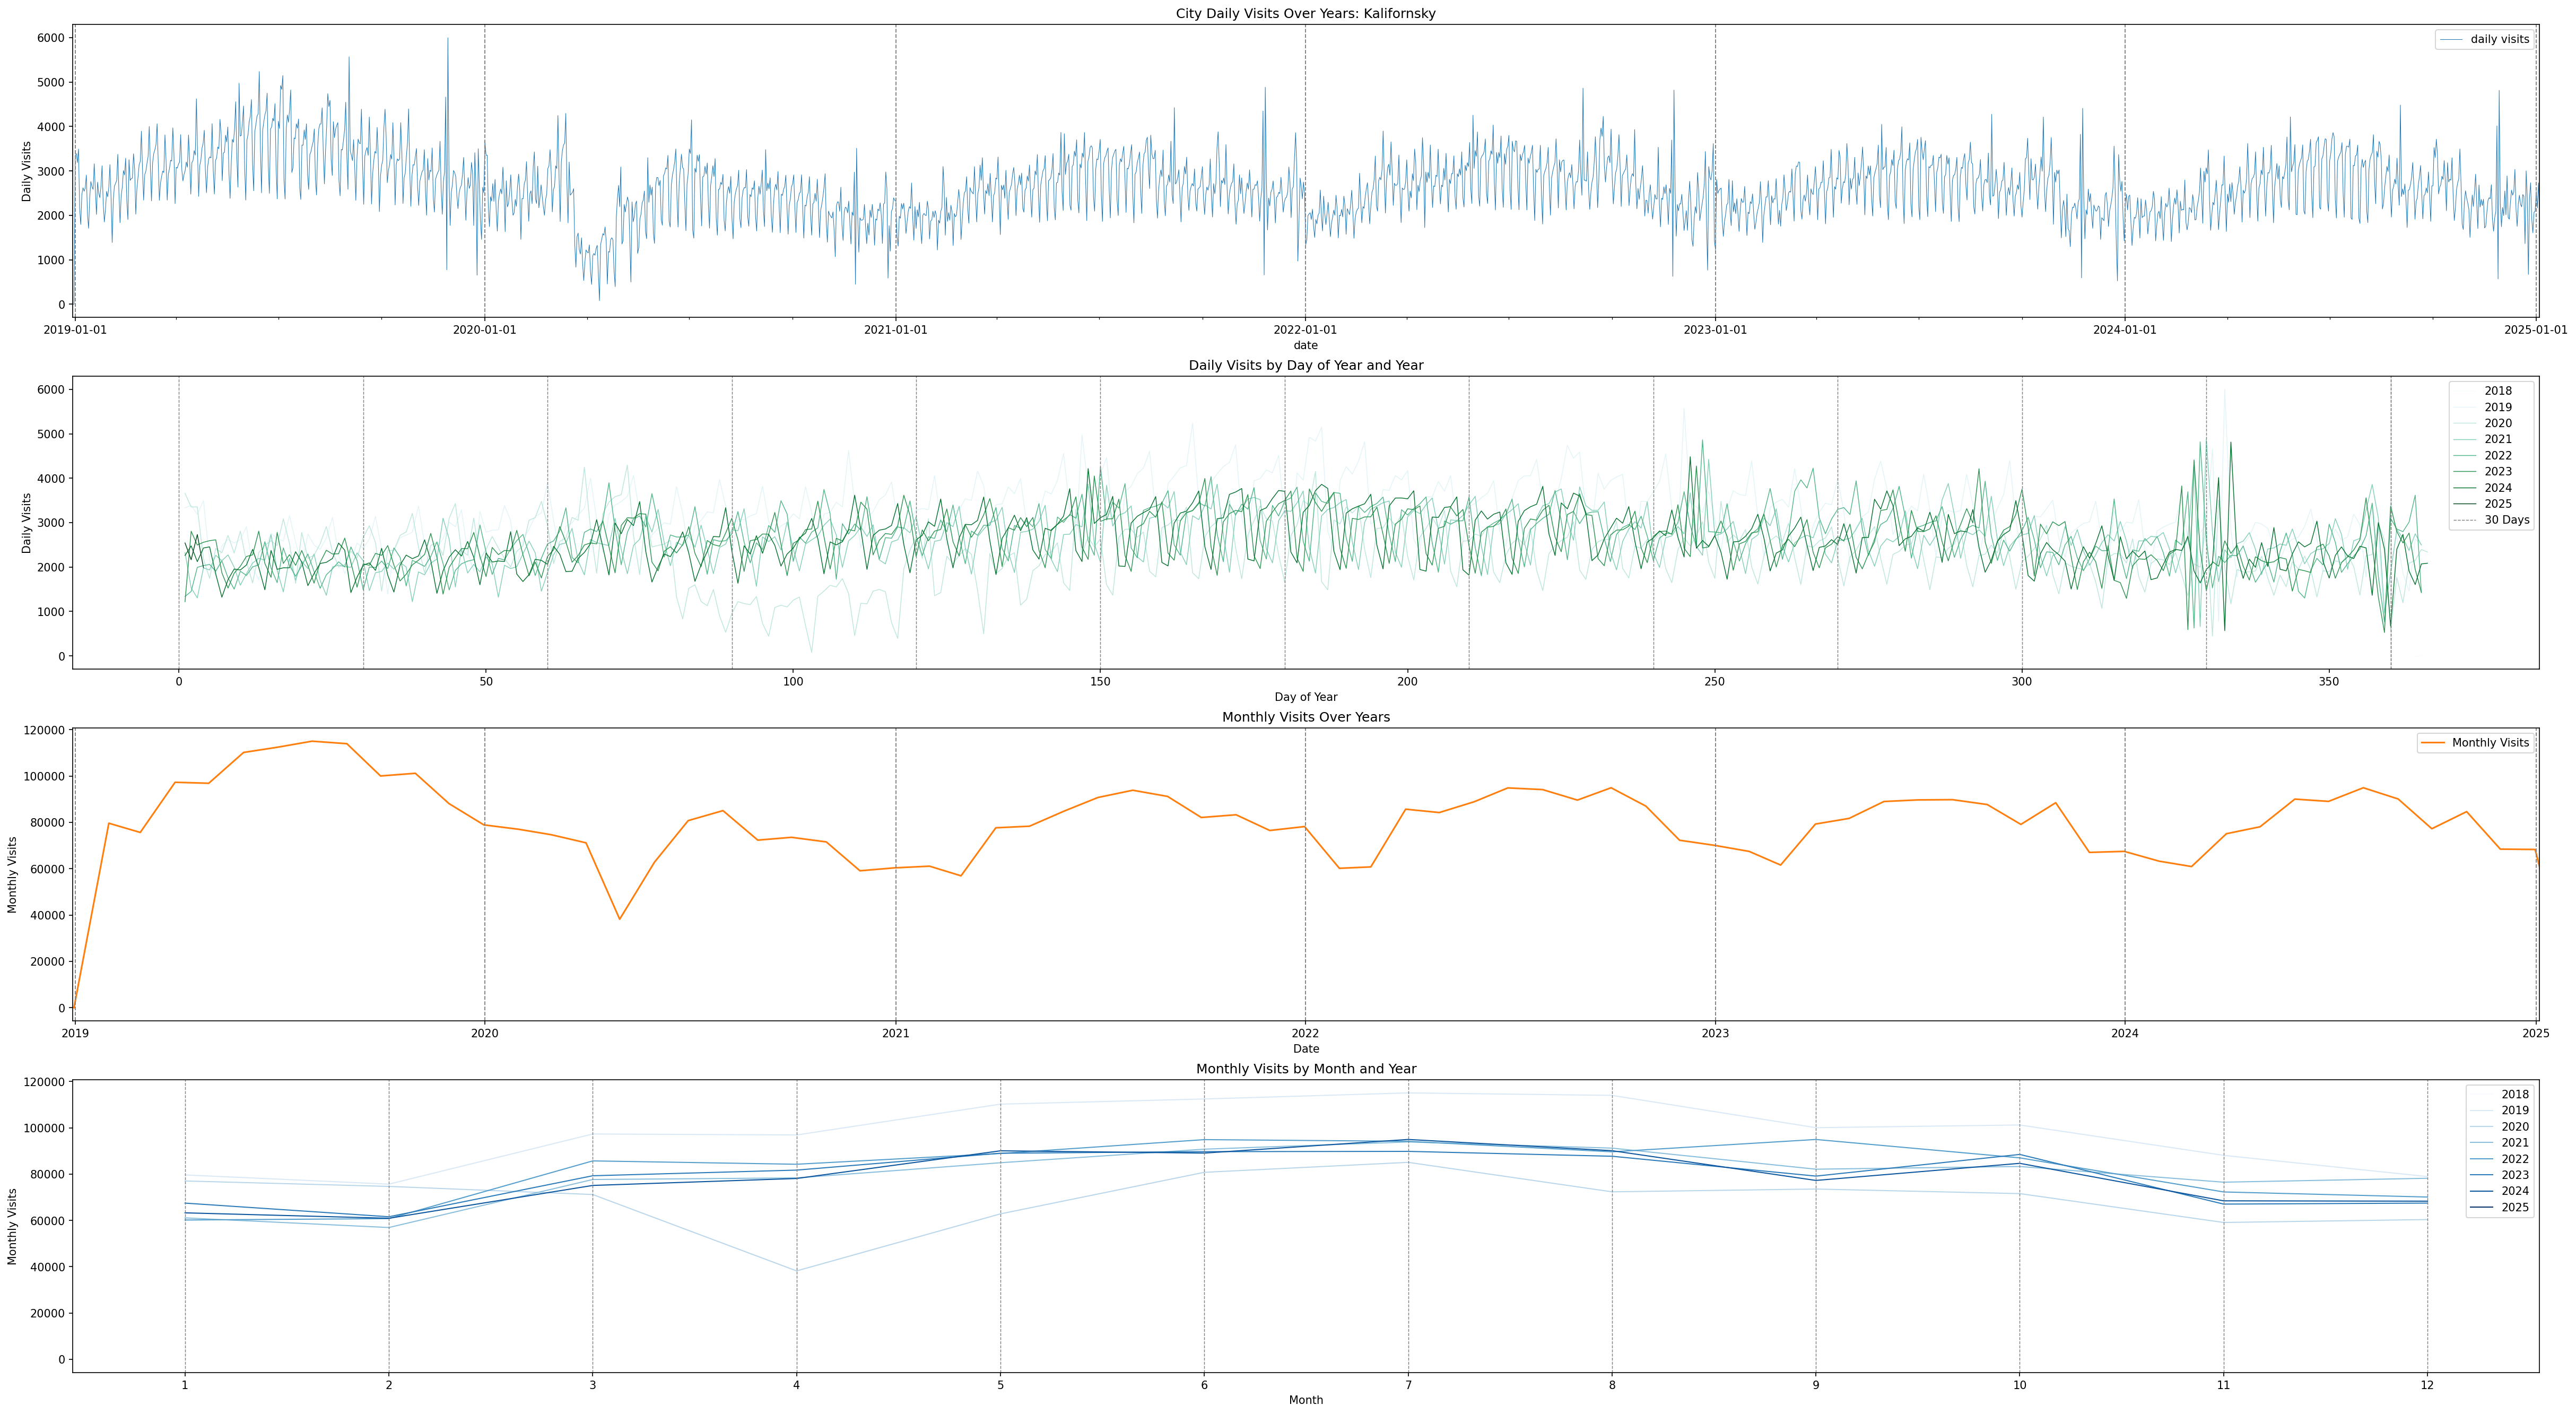 City Daily Visits Over Years: Kalifornsky
6000
5000
4000
3000
2000
1000
0
Daily Visits
daily visits
2019-01-01 2020-01-01 2021-01-01 2022-01-01 2023-01-01 2024-01-01 2025-01-01
date
Daily Visits by Day of Year and Year
6000
5000
4000
3000
2000
1000
0
Daily Visits
2018
2019
2020
2021
2022
2023
2024
2025
30 Days
0 50 100 150 200 250 300 350
Day of Year
Monthly Visits Over Years
120000
100000
80000
60000
40000
20000
0
Monthly Visits
Monthly Visits
2019 2020 2021 2022 2023 2024 2025
Date
Monthly Visits by Month and Year
120000
100000
80000
60000
40000
20000
0
Monthly Visits
2018
2019
2020
2021
2022
2023
2024
2025
1 2 3 4 5 6 7 8 9 10 11 12
Month